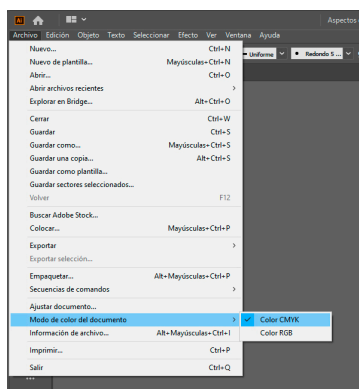 Ai
Aspectos
Archivo Edición Objeto Texto Seleccionar Efecto Ver Ventana Ayuda
Nuevo... Ctrl+N
Nuevo de plantilla... Mayúsculas+Ctrl+N
Abrir... Ctrl+O
Abrir archivos recientes
Explorar en Bridge... Alt+Ctrl+O
Uniforme
Redondo 5 ...
Cerrar Ctrl+W
Guardar Ctrl+S
Guardar como... Mayúsculas+Ctrl+S
Guardar una copia... Alt+Ctrl+S
Guardar como plantilla...
Guardar sectores seleccionados...
Volver F12
Buscar Adobe Stock...
Colocar... Mayúsculas+Ctrl+P
Exportar
Exportar selección...
Empaquetar... Alt+Mayúsculas+Ctrl+P
Secuencias de comandos
Ajustar documento...
Modo de color del documento
Color CMYK
Información de archivo... Alt+Mayúsculas+Ctrl+I
Color RGB
Imprimir... Ctrl+P
Salir Ctrl+Q